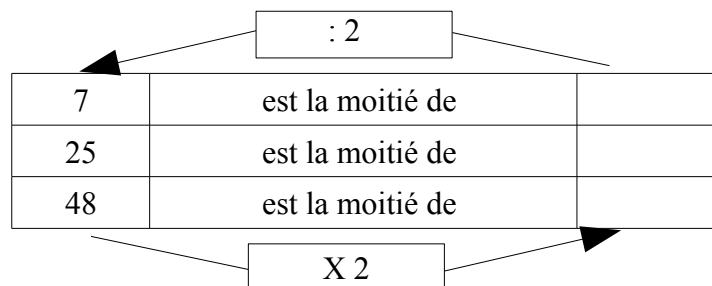 : 2
7 est la moitié de
25 est la moitié de
48 est la moitié de
X 2